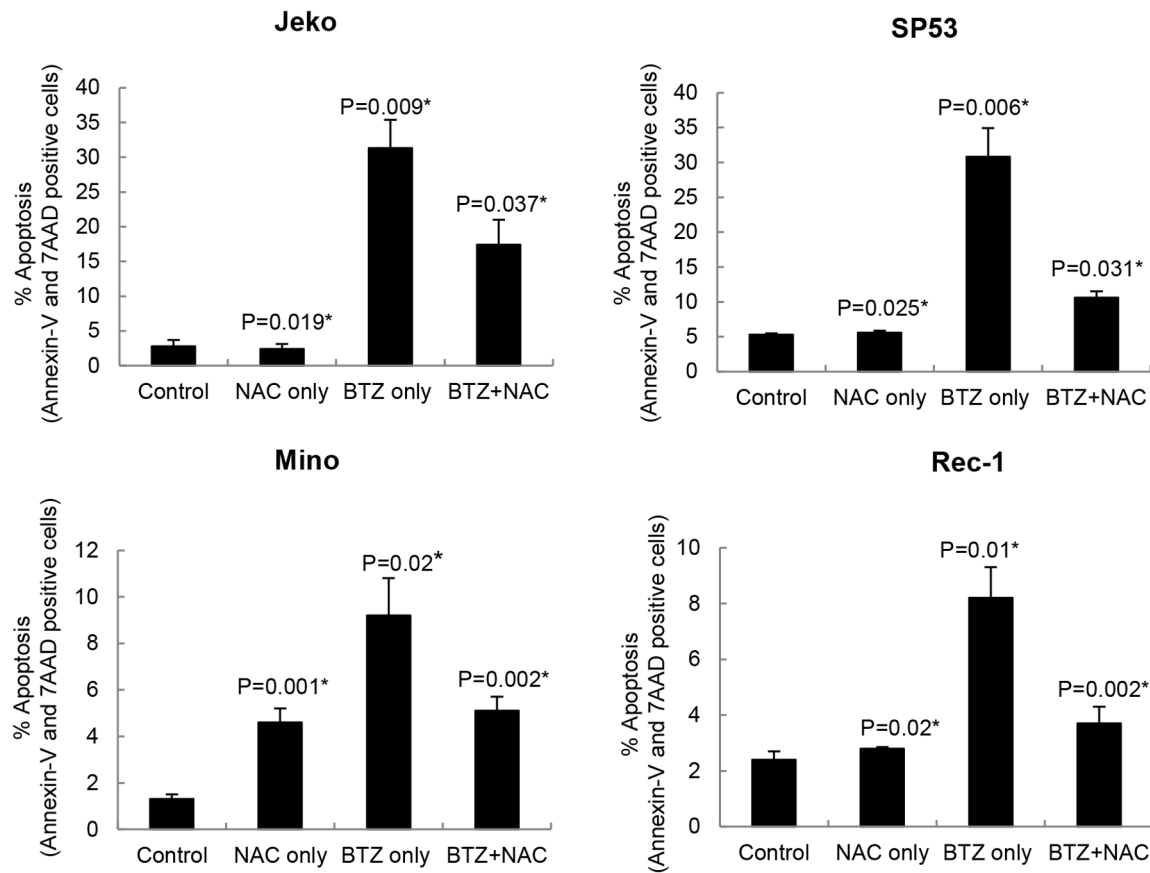 Jeko
% Apoptosis
(Annexin-V and 7AAD positive cells)
40
35
30
25
20
15
10
5
0
P=0.019*
P=0.009*
P=0.037*
Control NAC only BTZ only BTZ+NAC
SP53
% Apoptosis
(Annexin-V and 7AAD positive cells)
40
35
30
25
20
15
10
5
0
P=0.025*
P=0.006*
P=0.031*
Control NAC only BTZ only BTZ+NAC
Mino
% Apoptosis
(Annexin-V and 7AAD positive cells)
12
10
8
6
4
2
0
P=0.001*
P=0.02*
P=0.002*
Control NAC only BTZ only BTZ+NAC
Rec-1
% Apoptosis
(Annexin-V and 7AAD positive cells)
10
8
6
4
2
0
P=0.02*
P=0.01*
P=0.002*
Control NAC only BTZ only BTZ+NAC